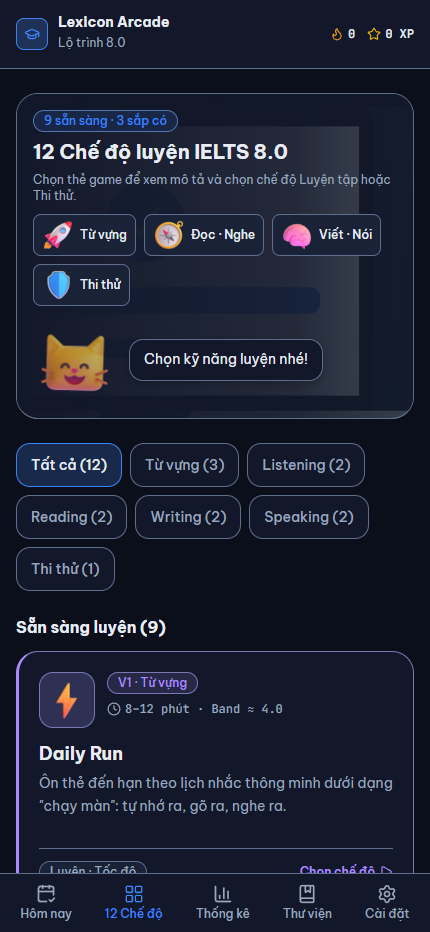 Lexicon Arcade
Lộ trình 8.0
0
0 XP
9 sẵn sàng · 3 sắp có
12 Chế độ luyện IELTS 8.0
Chọn thẻ game để xem mô tả và chọn chế độ Luyện tập hoặc
Thi thử.
Từ vựng
Đọc · Nghe
Viết · Nói
Thi thử
Chọn kỹ năng luyện nhé!
Tất cả (12)
Từ vựng (3)
Listening (2)
Reading (2)
Writing (2)
Speaking (2)
Thi thử (1)
Sẵn sàng luyện (9)
V1 · Từ vựng
8–12 phút · Band ≈ 4.0
Daily Run
Ôn thẻ đến hạn theo lịch nhắc thông minh dưới dạng
"chạy màn": tự nhớ ra, gõ ra, nghe ra.
Luyện · Tốc độ
Chọn chế độ
Hôm nay
12 Chế độ
Thống kê
Thư viện
Cài đặt